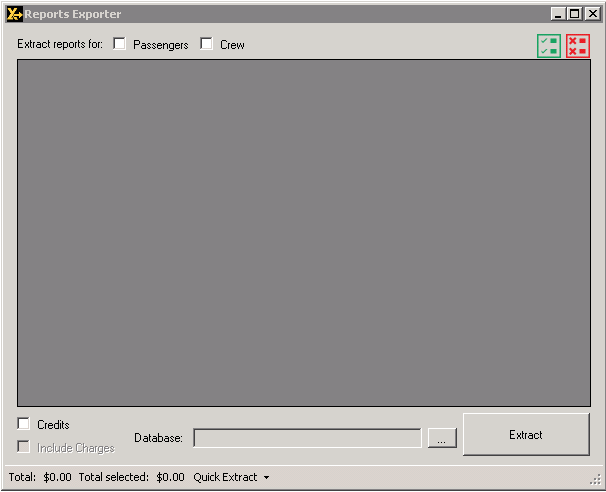 Reports Exporter
Extract reports for: Passengers Crew
Credits
Include Charges
Database: ...
Extract
Total: $0.00 Total selected: $0.00 Quick Extract